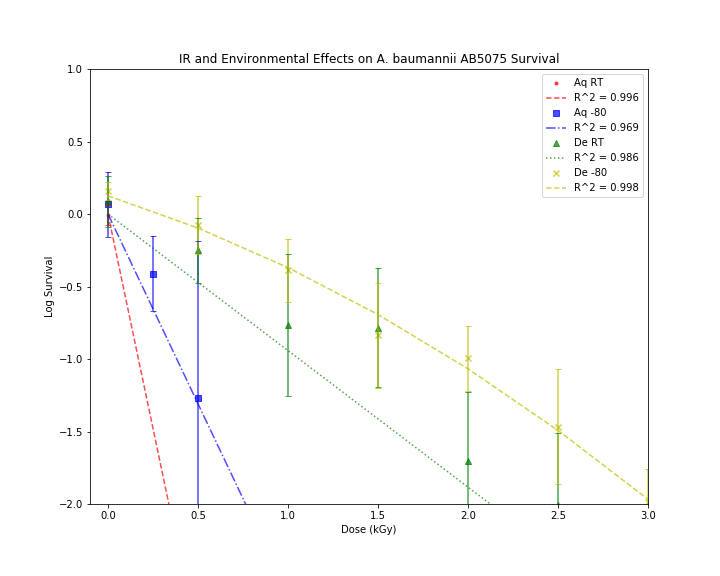 IR and Environmental Effects on A. baumannii AB5075 Survival
1.0
0.5
0.0
−0.5
−1.0
−1.5
−2.0
Log Survival
Aq RT
R^2 = 0.996
Aq -80
R^2 = 0.969
De RT
R^2 = 0.986
De -80
R^2 = 0.998
0.0 0.5 1.0 1.5 2.0 2.5 3.0
Dose (kGy)